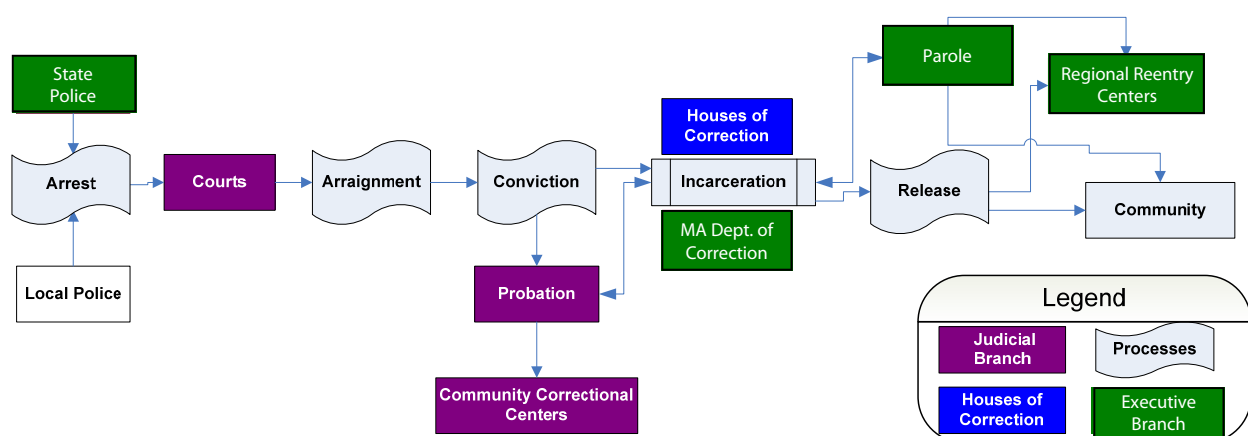 State
Police
Arrest
Local Police
Courts
Arraignment
Conviction
Probation
Community Correctional
Centers
Houses of
Correction
Incarceration
MA Dept. of
Correction
Parole
Release
Regional Reentry
Centers
Community
Legend
Judicial
Branch
Processes
Houses of
Correction
Executive
Branch